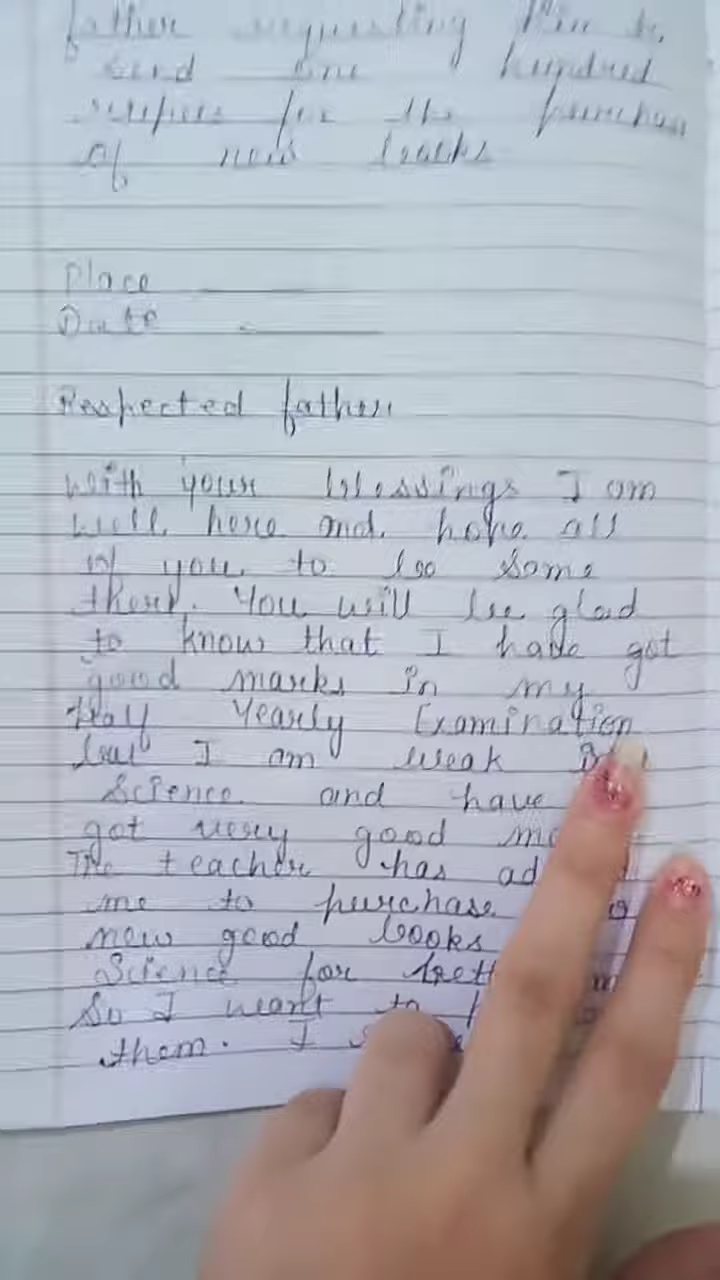 father requesting him to
send one hundred
rupees for the purchase
of new books
Place
Date
Respected father
With your blessings I am
well here and hope all
of you to be same
there. You will be glad
to know that I have got
good marks in my
Half Yearly Examination
but I am weak in
Science and have
got very good
The teacher has
me to purchase
new good books
Science for
So I want to
them. I